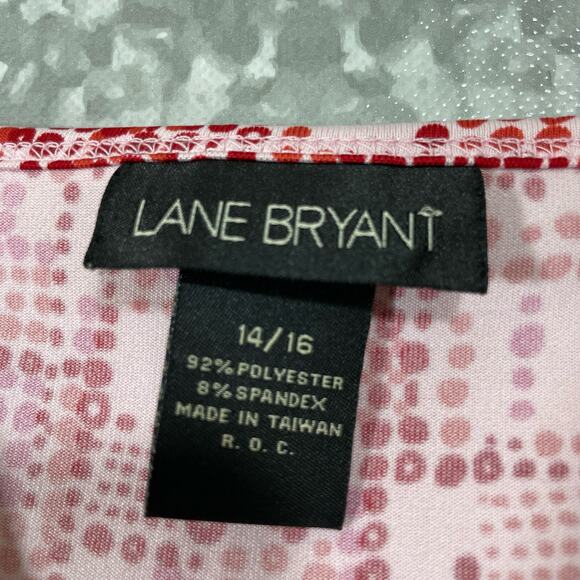 LANE BRYANT
14/16
92% POLYESTER
8% SPANDEX
MADE IN TAIWAN
R. O. C.